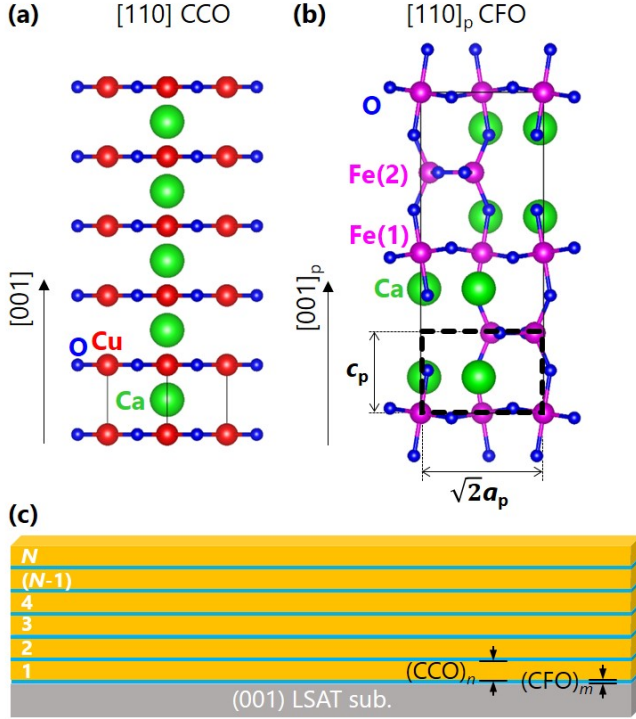 (a) [110] CCO
[001]
O
Cu
Ca
(b) [110]p CFO
O
Fe(2)
Fe(1)
Ca
[001]p
cp
√2ap
(c)
N
(N-1)
4
3
2
1
(CCO)n
(CFO)m
(001) LSAT sub.